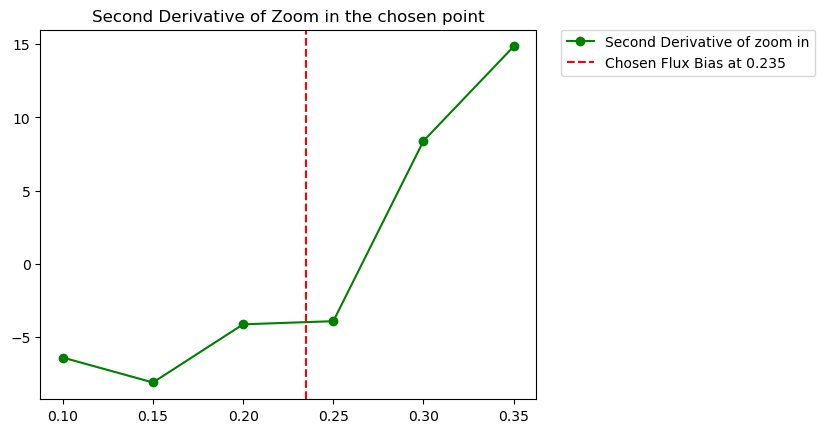 Second Derivative of Zoom in the chosen point
Second Derivative of zoom in
Chosen Flux Bias at 0.235
15
10
5
0
−5
0.10 0.15 0.20 0.25 0.30 0.35